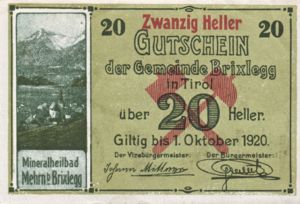 20 Zwanzig Heller 20
GUTSCHEIN
der Gemeinde Brixlegg
in Tirol
über 20 Heller.
Giltig bis 1. Oktober 1920.
Der Vizebürgermeister: Der Bürgermeister:
Mineralheilbad
Mehrn b. Brixlegg